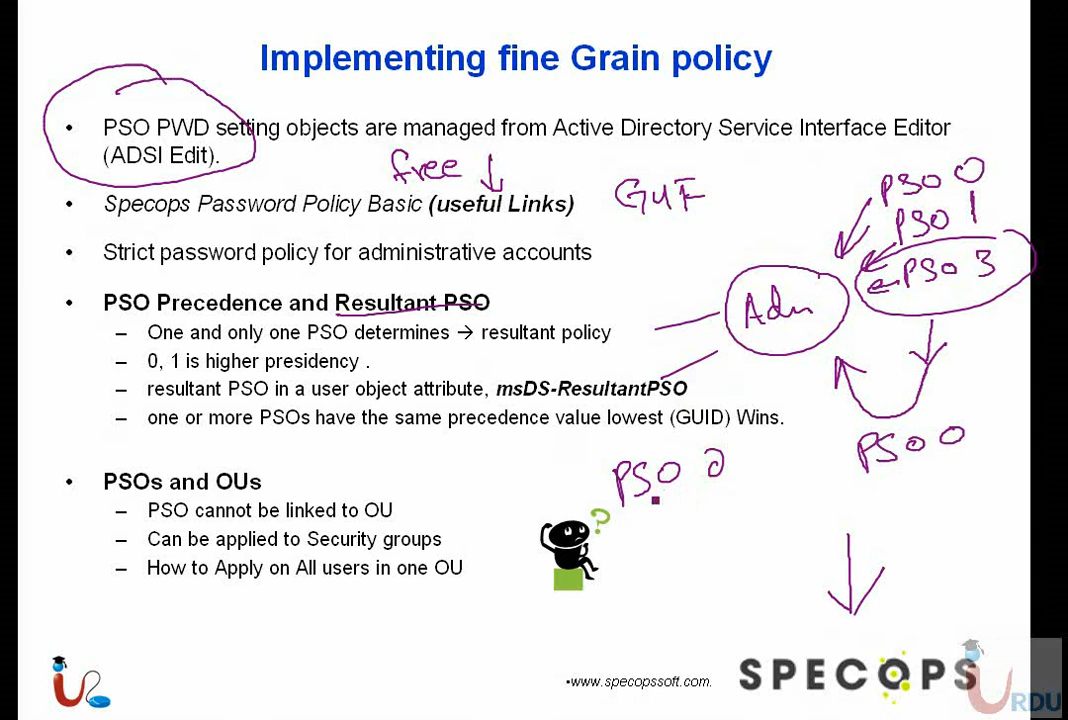 Implementing fine Grain policy
• PSO PWD setting objects are managed from Active Directory Service Interface Editor
(ADSI Edit).
free
PSO 0
• Specops Password Policy Basic (useful Links)
PSO 1
• Strict password policy for administrative accounts
PSO 3
• PSO Precedence and Resultant PSO
Adm
– One and only one PSO determines → resultant policy
– 0, 1 is higher presidency .
– resultant PSO in a user object attribute, msDS-ResultantPSO
– one or more PSOs have the same precedence value lowest (GUID) Wins.
PSO 0
• PSOs and OUs
PSO
– PSO cannot be linked to OU
– Can be applied to Security groups
– How to Apply on All users in one OU
?
•www.specopssoft.com.
SPECOPS
URDU